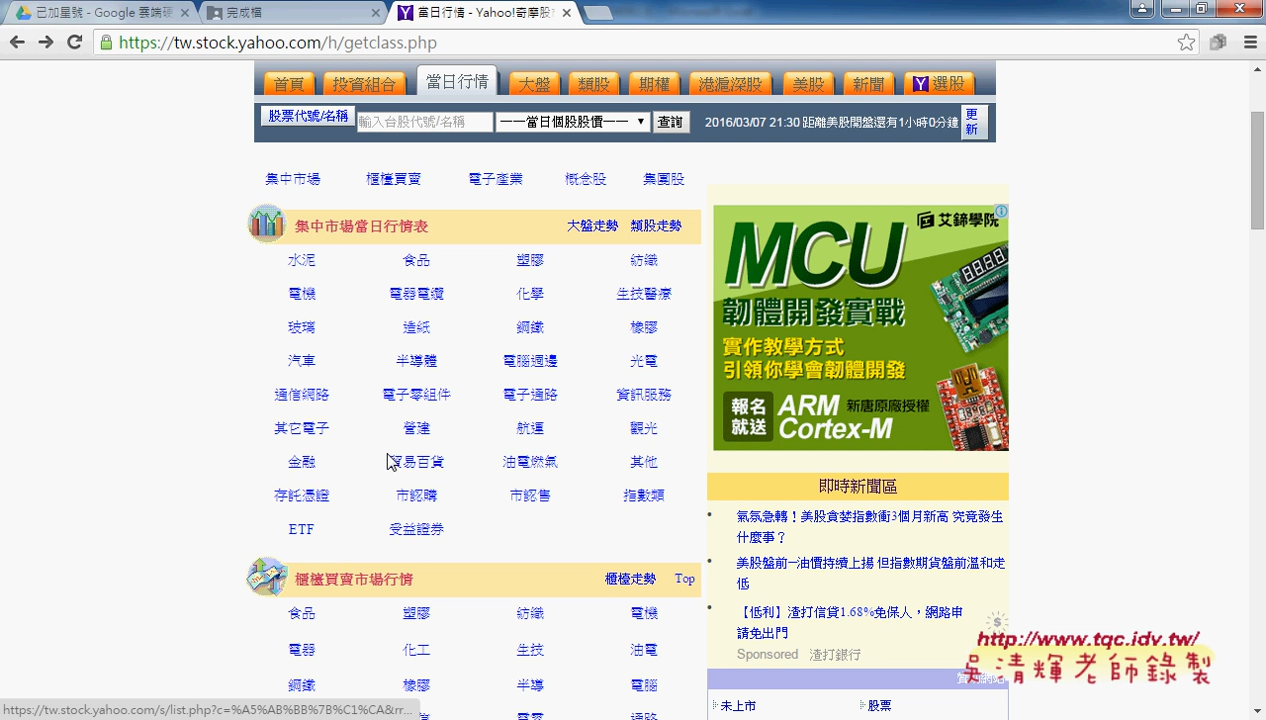 已加星號 - Google 雲端硬
完成檔
當日行情 - Yahoo!奇摩股
https://tw.stock.yahoo.com/h/getclass.php
首頁 投資組合 當日行情 大盤 類股 期權 港滬深股 美股 新聞 Y 選股
股票代號/名稱 輸入台股代號/名稱 ——當日個股股價—— 查詢 2016/03/07 21:30 距離美股開盤還有1小時0分鐘 更新
集中市場 櫃檯買賣 電子產業 概念股 集團股
集中市場當日行情表 大盤走勢 類股走勢
水泥 食品 塑膠 紡織
電機 電器電纜 化學 生技醫療
玻璃 造紙 鋼鐵 橡膠
汽車 半導體 電腦週邊 光電
通信網路 電子零組件 電子通路 資訊服務
其它電子 營建 航運 觀光
金融 貿易百貨 油電燃氣 其他
存託憑證 市認購 市認售 指數類
ETF 受益證券
櫃檯買賣市場行情 櫃檯走勢 Top
食品 塑膠 紡織 電機
電器 化工 生技 油電
鋼鐵 橡膠 半導 電腦
艾鍗學院
MCU
韌體開發實戰
實作教學方式
引領你學會韌體開發
報名就送 ARM Cortex-M 新唐原廠授權
即時新聞區
氣氛急轉！美股貪婪指數衝3個月新高 究竟發生
什麼事？
美股盤前─油價持續上揚 但指數期貨盤前溫和走
低
【低利】渣打信貸1.68%免保人，網路申
請免出門
Sponsored 渣打銀行
http://www.tqc.idv.tw/
吳清輝老師錄製
未上市 股票
https://tw.stock.yahoo.com/s/list.php?c=%A5%AB%BB%7B%C1%CA&rr...